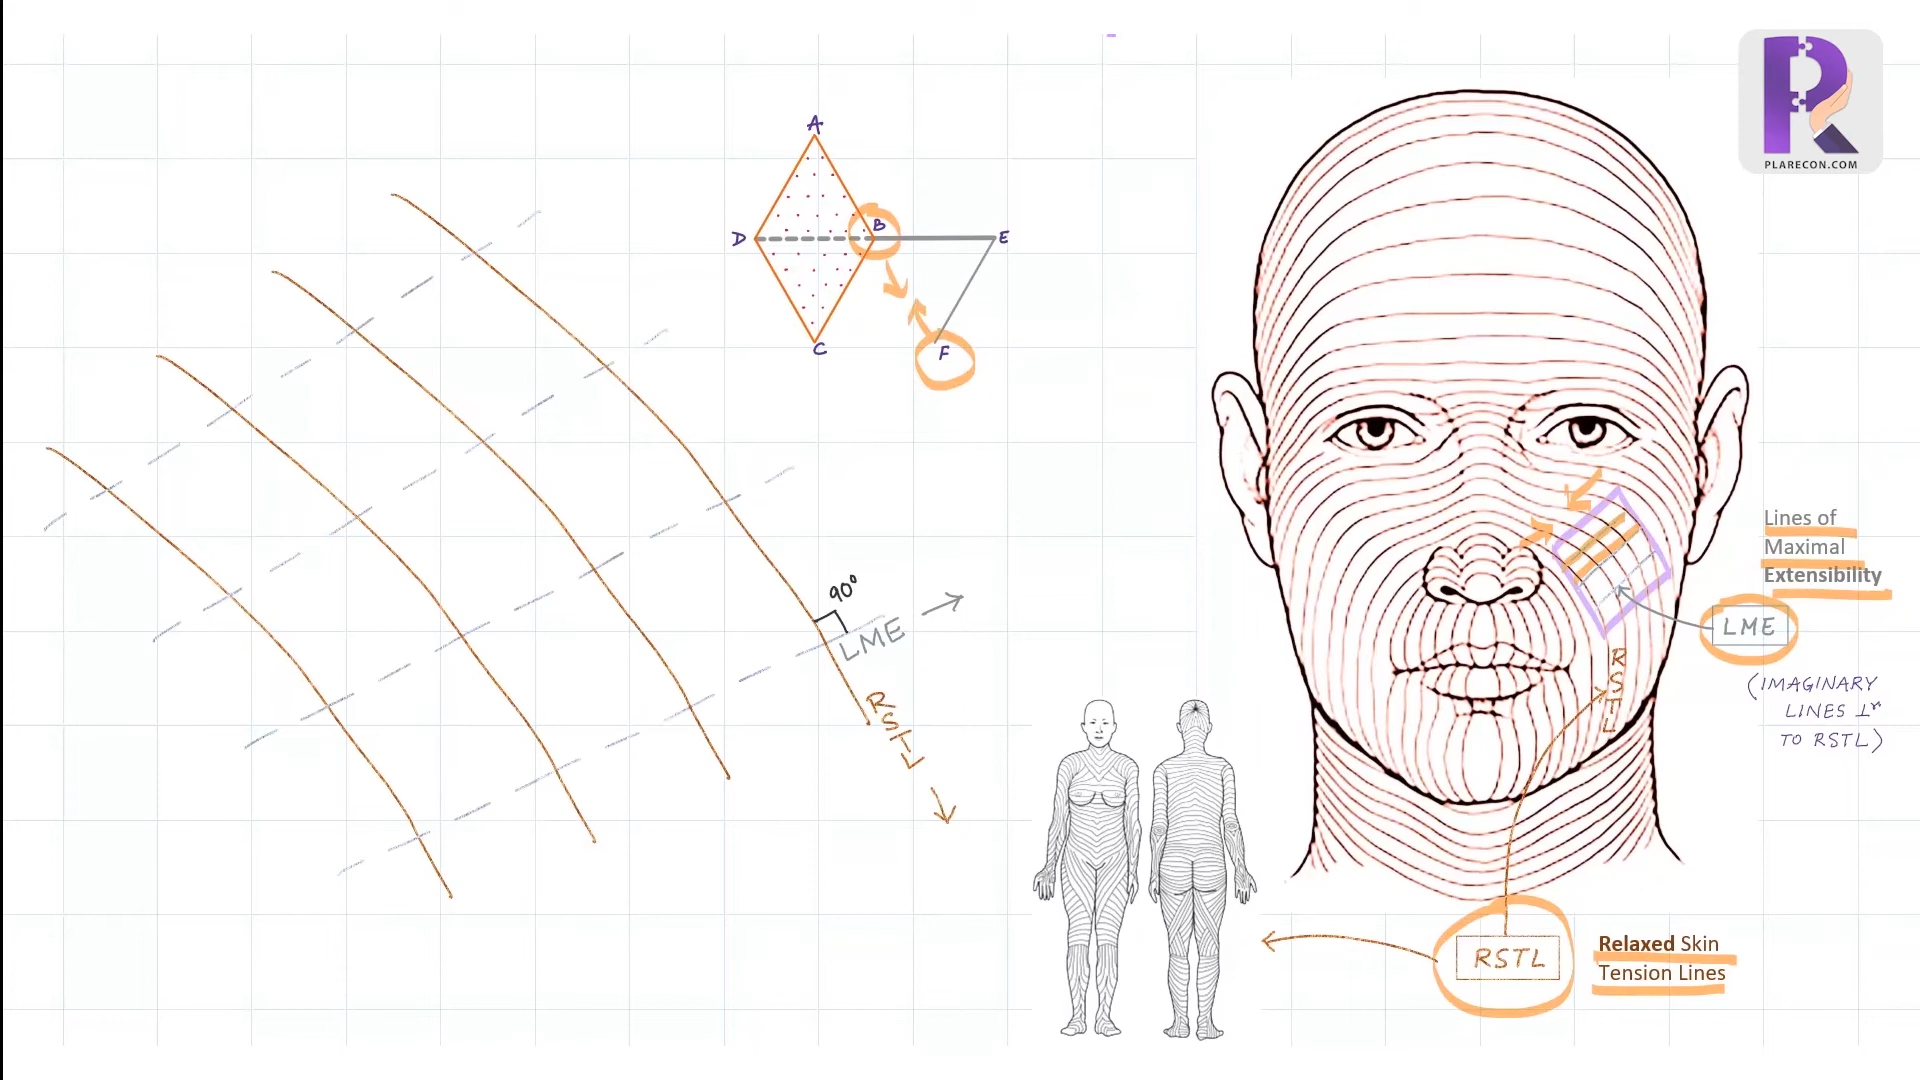 PLARECON.COM
A
D
B
E
C
F
90°
LME
RSTL
Lines of
Maximal
Extensibility
LME
(IMAGINARY
LINES ⊥r
TO RSTL)
RSTL
RSTL
Relaxed Skin
Tension Lines